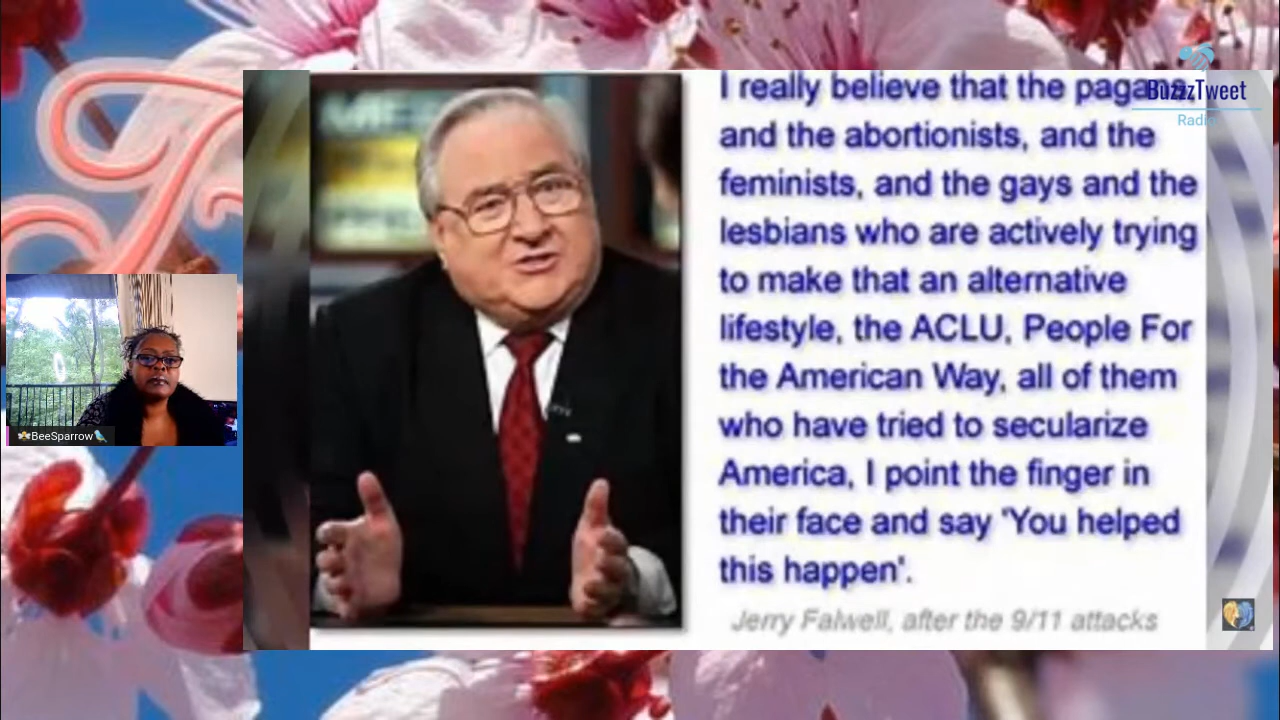 I really believe that the pagans,
and the abortionists, and the
feminists, and the gays and the
lesbians who are actively trying
to make that an alternative
lifestyle, the ACLU, People For
the American Way, all of them
who have tried to secularize
America, I point the finger in
their face and say 'You helped
this happen'.
Jerry Falwell, after the 9/11 attacks
BuzzzTweet
Radio
BeeSparrow